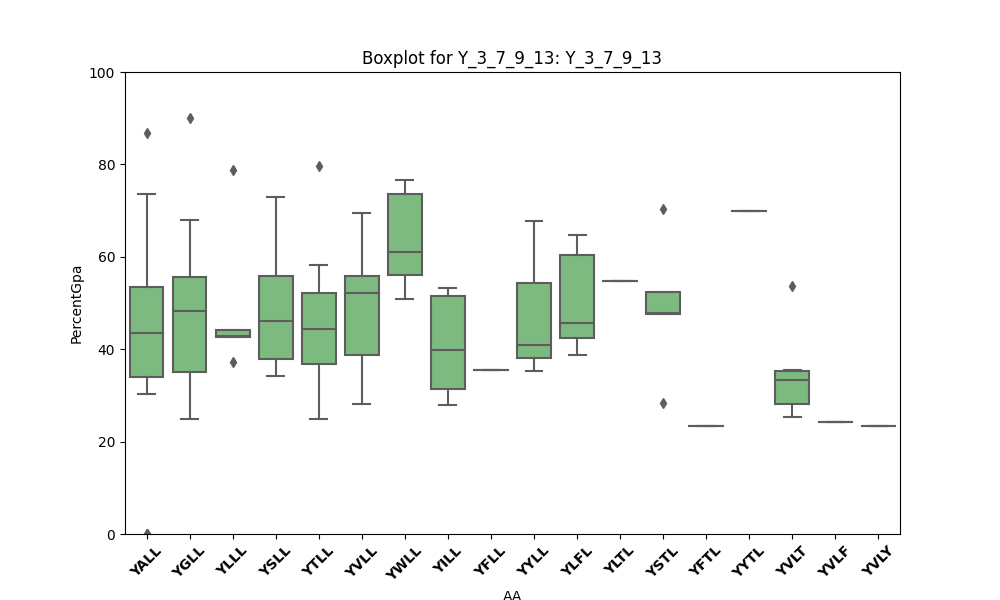 Boxplot for Y_3_7_9_13: Y_3_7_9_13
100
80
60
40
20
0
PercentGpa
YALL YGLL YLLL YSLL YTLL YVLL YWLL YILL YFLL YYLL YLFL YLTL YSTL YFTL YYTL YVLT YVLF YVLY
AA